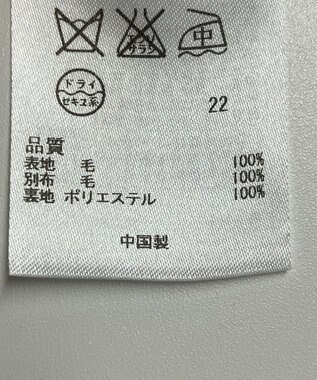 エンソ
サラシ
中
ドライ
セキユ系
22
品質
表地 毛 100%
別布 毛 100%
裏地 ポリエステル 100%
中国製